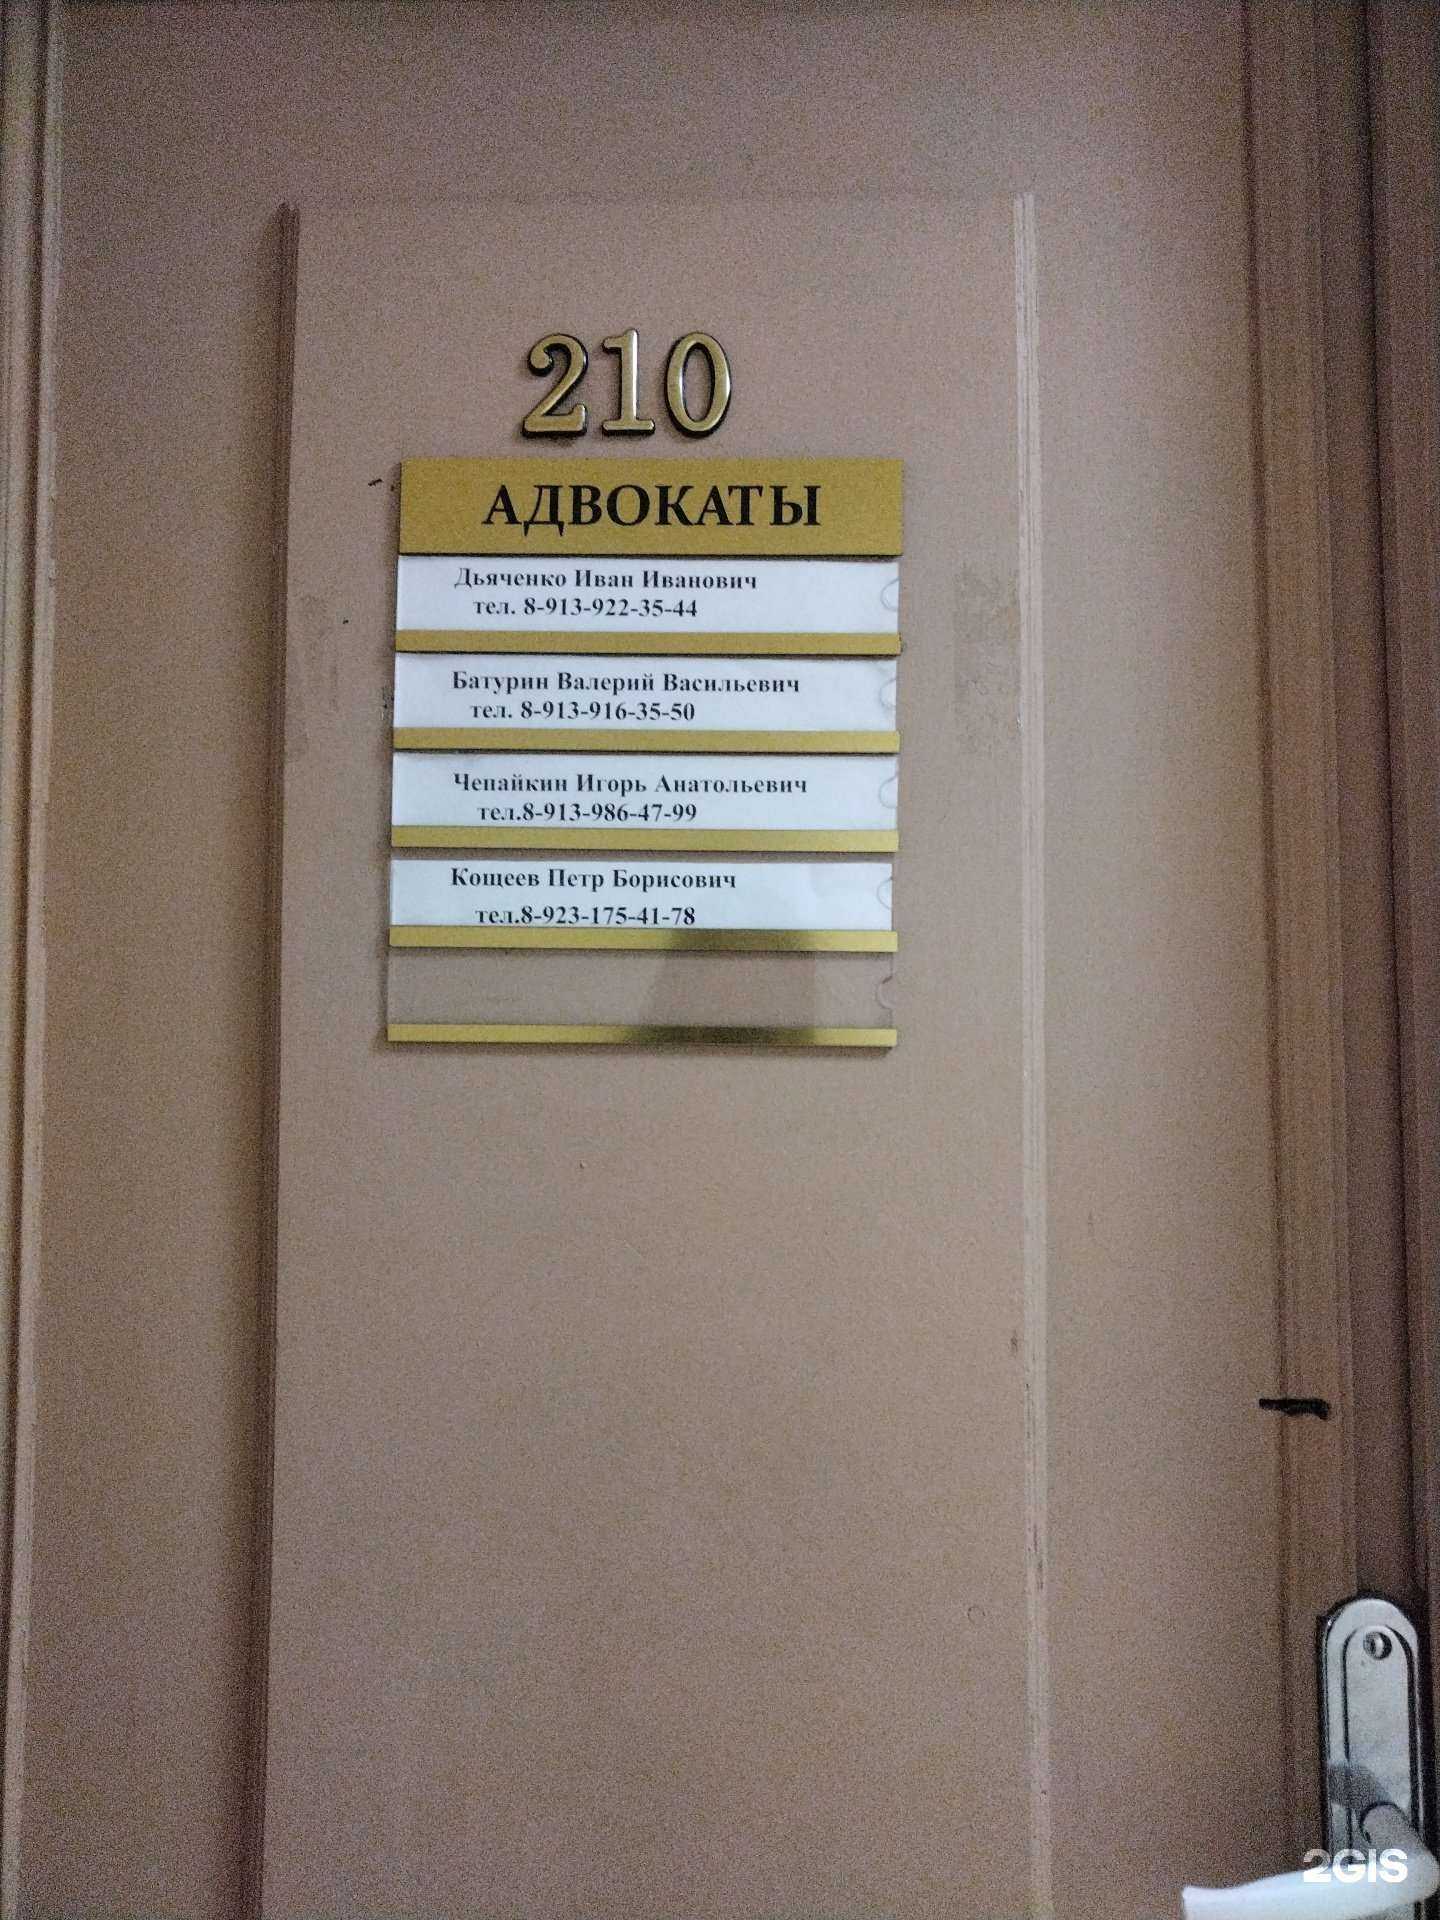 210
АДВОКАТЫ
Дьяченко Иван Иванович
тел. 8-913-922-35-44
Батурин Валерий Васильевич
тел. 8-913-916-35-50
Чепайкин Игорь Анатольевич
тел.8-913-986-47-99
Кощеев Петр Борисович
тел.8-923-175-41-78
2GIS